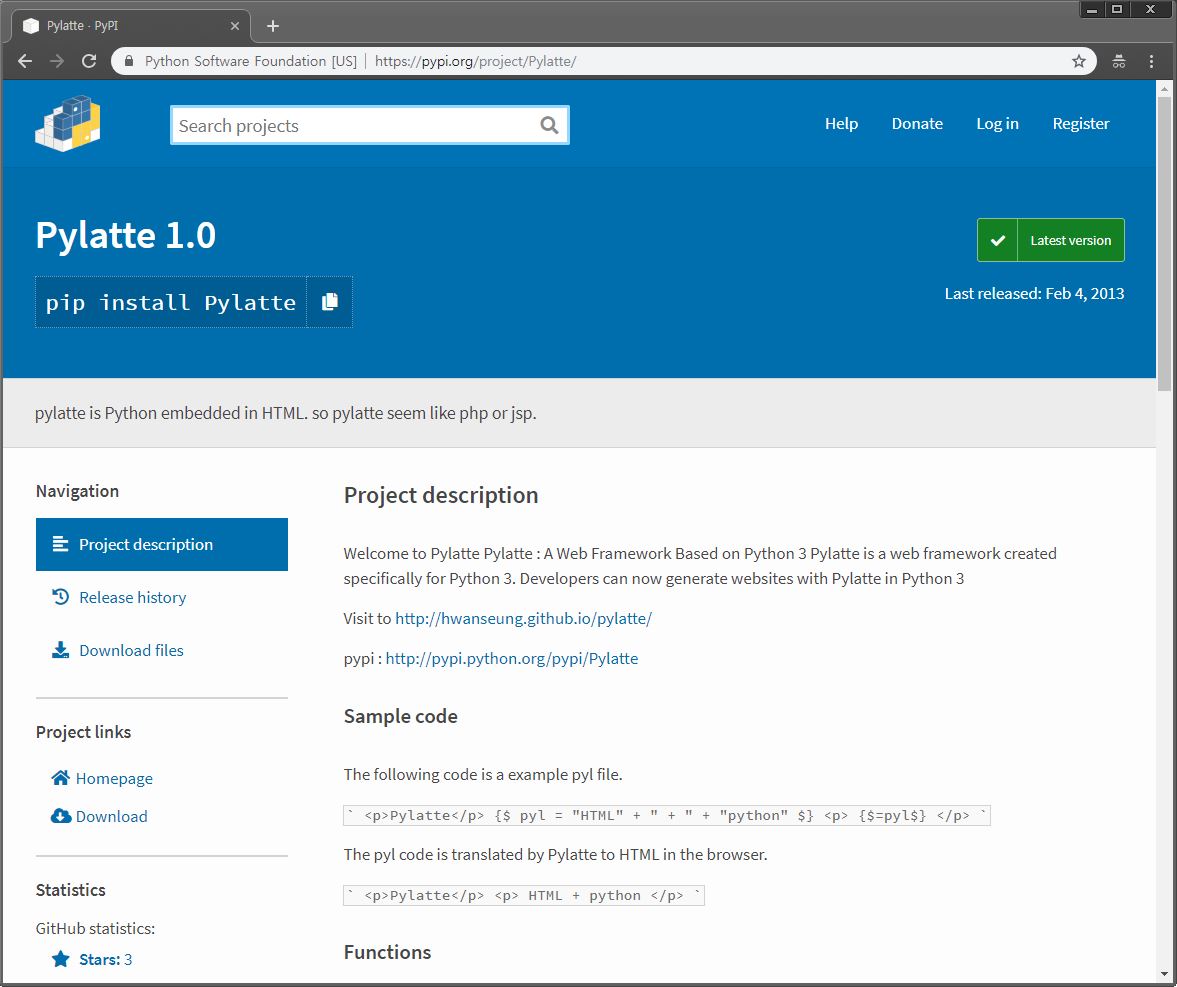 Pylatte · PyPI
Python Software Foundation [US] | https://pypi.org/project/Pylatte/
Search projects
Help Donate Log in Register
Pylatte 1.0
Latest version
pip install Pylatte
Last released: Feb 4, 2013
pylatte is Python embedded in HTML. so pylatte seem like php or jsp.
Navigation
Project description
Release history
Download files
Project links
Homepage
Download
Statistics
GitHub statistics:
Stars: 3
Project description
Welcome to Pylatte Pylatte : A Web Framework Based on Python 3 Pylatte is a web framework created
specifically for Python 3. Developers can now generate websites with Pylatte in Python 3
Visit to http://hwanseung.github.io/pylatte/
pypi : http://pypi.python.org/pypi/Pylatte
Sample code
The following code is a example pyl file.
` <p>Pylatte</p> {$ pyl = "HTML" + " + " + "python" $} <p> {$=pyl$} </p> `
The pyl code is translated by Pylatte to HTML in the browser.
` <p>Pylatte</p> <p> HTML + python </p> `
Functions